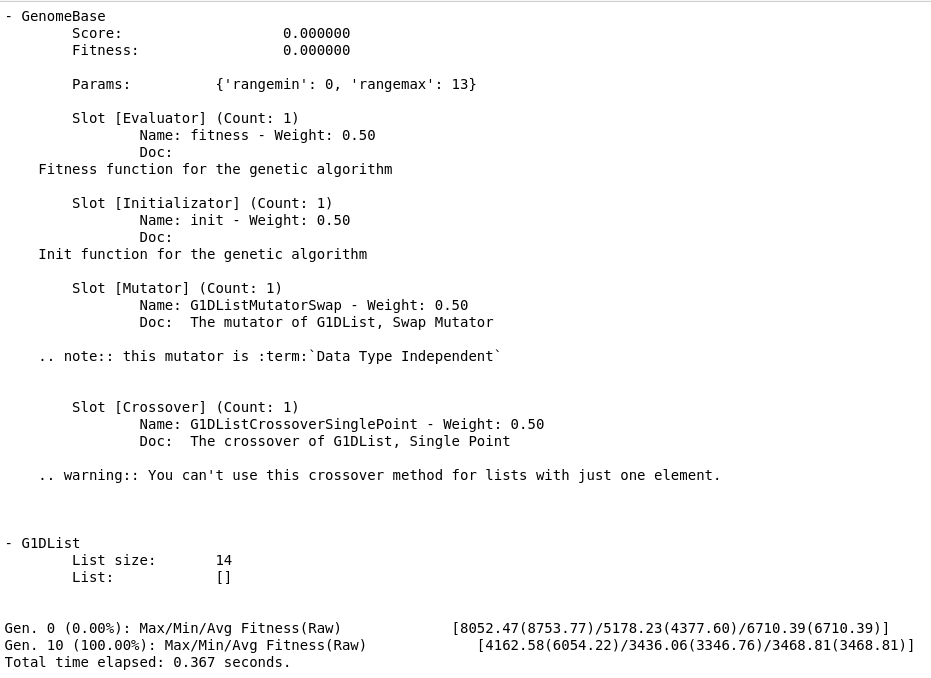 - GenomeBase
Score: 0.000000
Fitness: 0.000000
Params: {'rangemin': 0, 'rangemax': 13}
Slot [Evaluator] (Count: 1)
Name: fitness - Weight: 0.50
Doc:
Fitness function for the genetic algorithm
Slot [Initializator] (Count: 1)
Name: init - Weight: 0.50
Doc:
Init function for the genetic algorithm
Slot [Mutator] (Count: 1)
Name: G1DListMutatorSwap - Weight: 0.50
Doc: The mutator of G1DList, Swap Mutator
.. note:: this mutator is :term:`Data Type Independent`
Slot [Crossover] (Count: 1)
Name: G1DListCrossoverSinglePoint - Weight: 0.50
Doc: The crossover of G1DList, Single Point
.. warning:: You can't use this crossover method for lists with just one element.
- G1DList
List size: 14
List: []
Gen. 0 (0.00%): Max/Min/Avg Fitness(Raw) [8052.47(8753.77)/5178.23(4377.60)/6710.39(6710.39)]
Gen. 10 (100.00%): Max/Min/Avg Fitness(Raw) [4162.58(6054.22)/3436.06(3346.76)/3468.81(3468.81)]
Total time elapsed: 0.367 seconds.